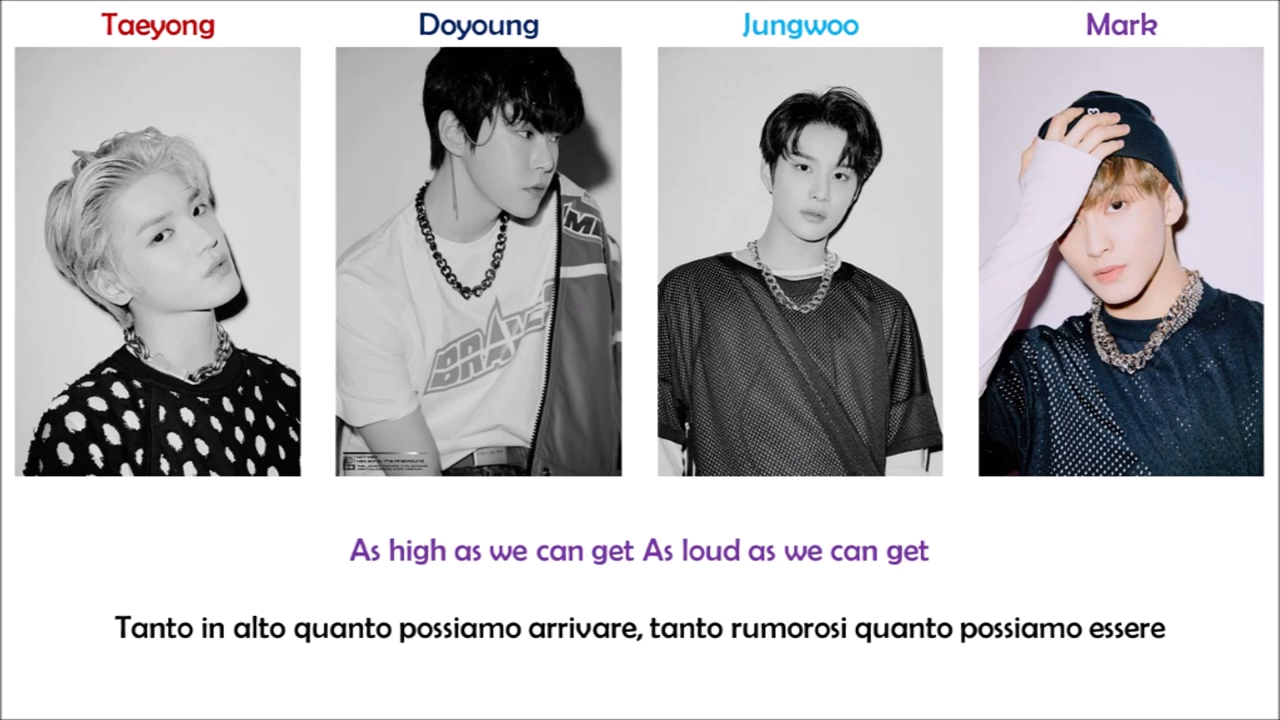 Taeyong
Doyoung
Jungwoo
Mark
BRAVE
As high as we can get As loud as we can get
Tanto in alto quanto possiamo arrivare, tanto rumorosi quanto possiamo essere